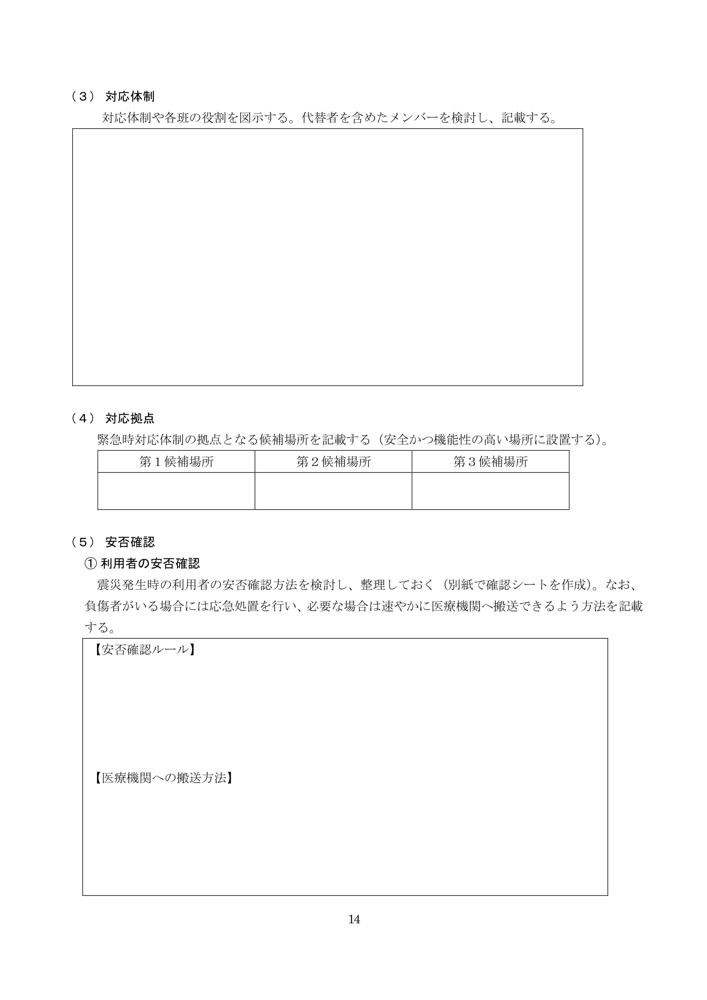 （３） 対応体制
対応体制や各班の役割を図示する。代替者を含めたメンバーを検討し、記載する。
（４） 対応拠点
緊急時対応体制の拠点となる候補場所を記載する（安全かつ機能性の高い場所に設置する）。
第１候補場所 第２候補場所 第３候補場所
（５） 安否確認
① 利用者の安否確認
震災発生時の利用者の安否確認方法を検討し、整理しておく（別紙で確認シートを作成）。なお、
負傷者がいる場合には応急処置を行い、必要な場合は速やかに医療機関へ搬送できるよう方法を記載
する。
【安否確認ルール】
【医療機関への搬送方法】
14